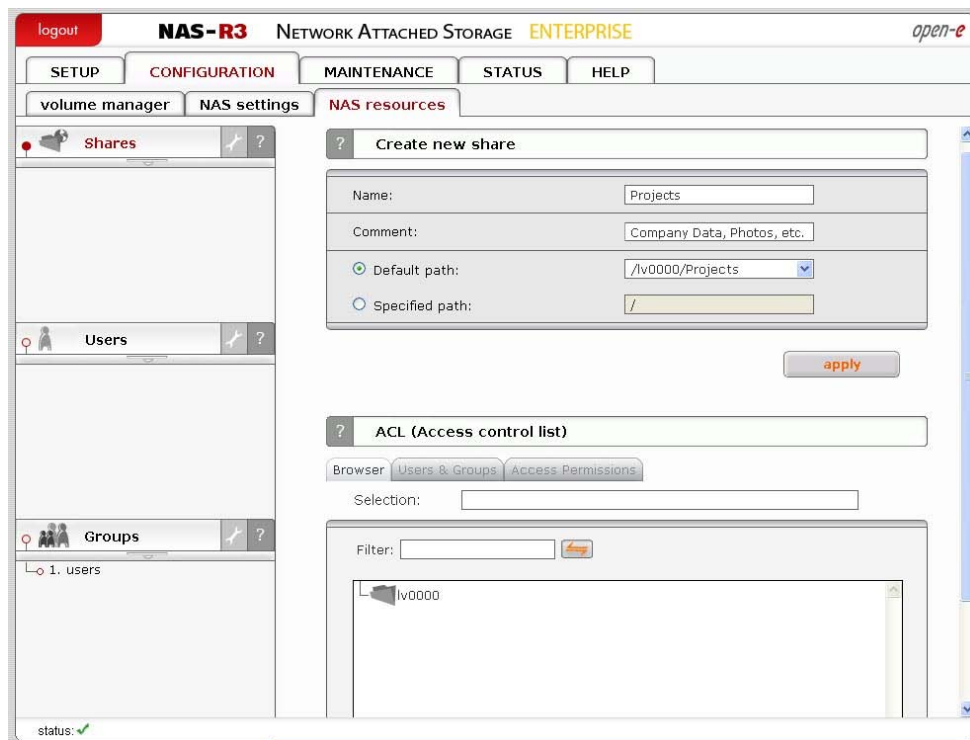 logout NAS-R3 NETWORK ATTACHED STORAGE ENTERPRISE open-e
SETUP CONFIGURATION MAINTENANCE STATUS HELP
volume manager NAS settings NAS resources
Shares ?
? Create new share
Name: Projects
Comment: Company Data, Photos, etc.
Default path: /lv0000/Projects
Specified path: /
Users ?
apply
? ACL (Access control list)
Browser Users & Groups Access Permissions
Selection:
Groups ?
1. users
Filter:
lv0000
status: